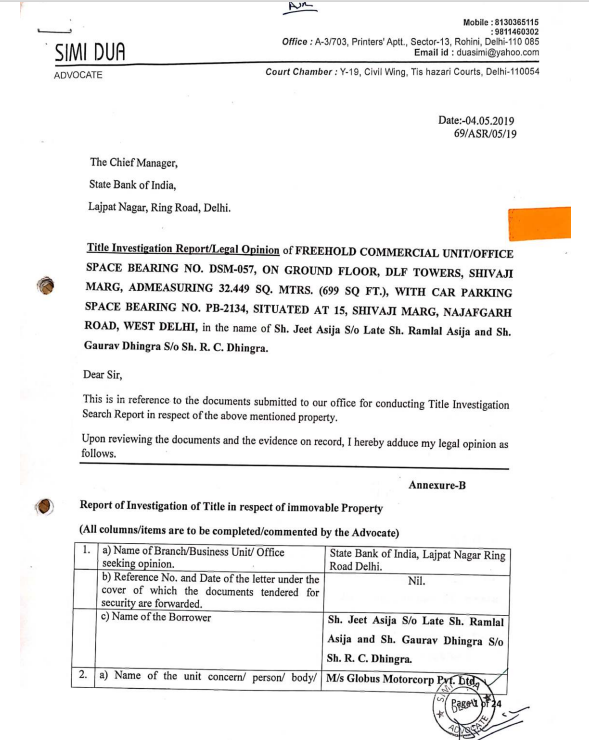 Mobile : 8130365115
: 9811460302
Office : A-3/703, Printers' Aptt., Sector-13, Rohini, Delhi-110 085
Email id : duasimi@yahoo.com
SIMI DUA
ADVOCATE
Court Chamber : Y-19, Civil Wing, Tis hazari Courts, Delhi-110054
Date:-04.05.2019
69/ASR/05/19
The Chief Manager,
State Bank of India,
Lajpat Nagar, Ring Road, Delhi.
Title Investigation Report/Legal Opinion of FREEHOLD COMMERCIAL UNIT/OFFICE
SPACE BEARING NO. DSM-057, ON GROUND FLOOR, DLF TOWERS, SHIVAJI
MARG, ADMEASURING 32.449 SQ. MTRS. (699 SQ FT.), WITH CAR PARKING
SPACE BEARING NO. PB-2134, SITUATED AT 15, SHIVAJI MARG, NAJAFGARH
ROAD, WEST DELHI, in the name of Sh. Jeet Asija S/o Late Sh. Ramlal Asija and Sh.
Gaurav Dhingra S/o Sh. R. C. Dhingra.
Dear Sir,
This is in reference to the documents submitted to our office for conducting Title Investigation
Search Report in respect of the above mentioned property.
Upon reviewing the documents and the evidence on record, I hereby adduce my legal opinion as
follows.
Annexure-B
Report of Investigation of Title in respect of immovable Property
(All columns/items are to be completed/commented by the Advocate)
1. a) Name of Branch/Business Unit/ Office
seeking opinion.
State Bank of India, Lajpat Nagar Ring
Road Delhi.
b) Reference No. and Date of the letter under the
cover of which the documents tendered for
security are forwarded.
Nil.
c) Name of the Borrower
Sh. Jeet Asija S/o Late Sh. Ramlal
Asija and Sh. Gaurav Dhingra S/o
Sh. R. C. Dhingra.
2. a) Name of the unit concern/ person/ body/
M/s Globus Motorcorp Pvt. Ltd.
Page 1 of 24
SIMI DUA
ADVOCATE